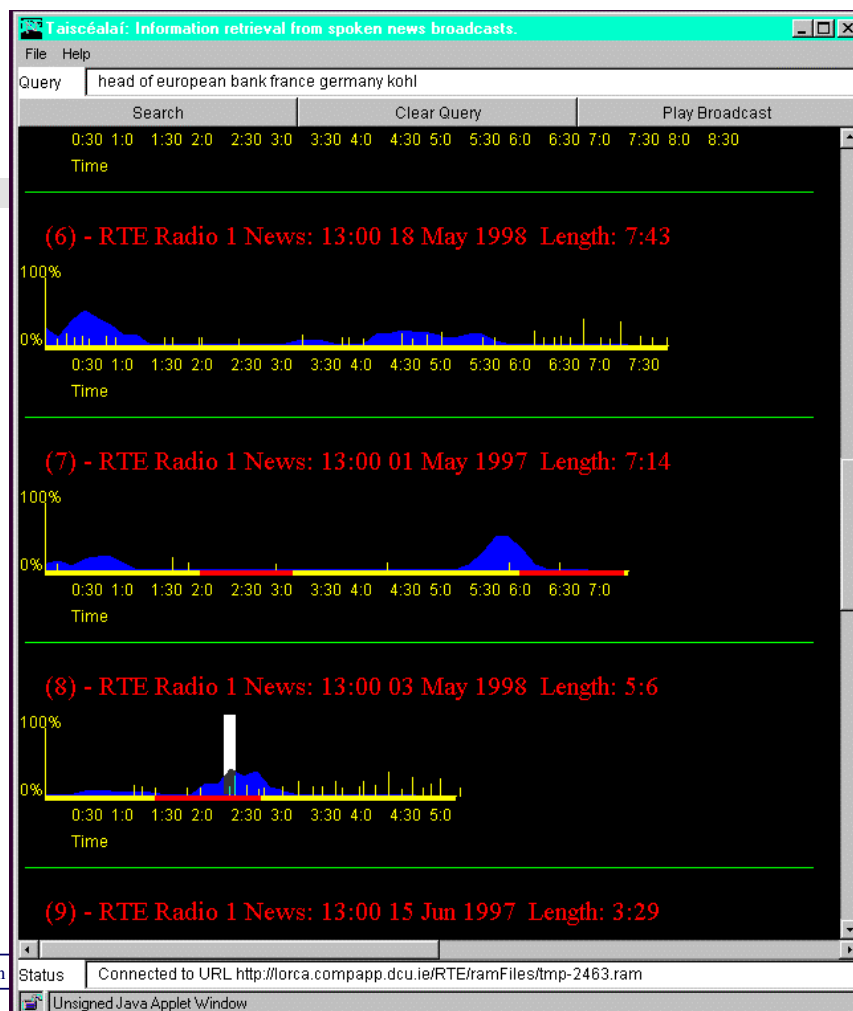 Taiscéalaí: Information retrieval from spoken news broadcasts.
File Help
Query head of european bank france germany kohl
Search Clear Query Play Broadcast
0:30 1:0 1:30 2:0 2:30 3:0 3:30 4:0 4:30 5:0 5:30 6:0 6:30 7:0 7:30 8:0 8:30
Time
(6) - RTE Radio 1 News: 13:00 18 May 1998 Length: 7:43
100%
0%
0:30 1:0 1:30 2:0 2:30 3:0 3:30 4:0 4:30 5:0 5:30 6:0 6:30 7:0 7:30
Time
(7) - RTE Radio 1 News: 13:00 01 May 1997 Length: 7:14
100%
0%
0:30 1:0 1:30 2:0 2:30 3:0 3:30 4:0 4:30 5:0 5:30 6:0 6:30 7:0
Time
(8) - RTE Radio 1 News: 13:00 03 May 1998 Length: 5:6
100%
0%
0:30 1:0 1:30 2:0 2:30 3:0 3:30 4:0 4:30 5:0
Time
(9) - RTE Radio 1 News: 13:00 15 Jun 1997 Length: 3:29
Status Connected to URL http://lorca.compapp.dcu.ie/RTE/ramFiles/tmp-2463.ram
Unsigned Java Applet Window